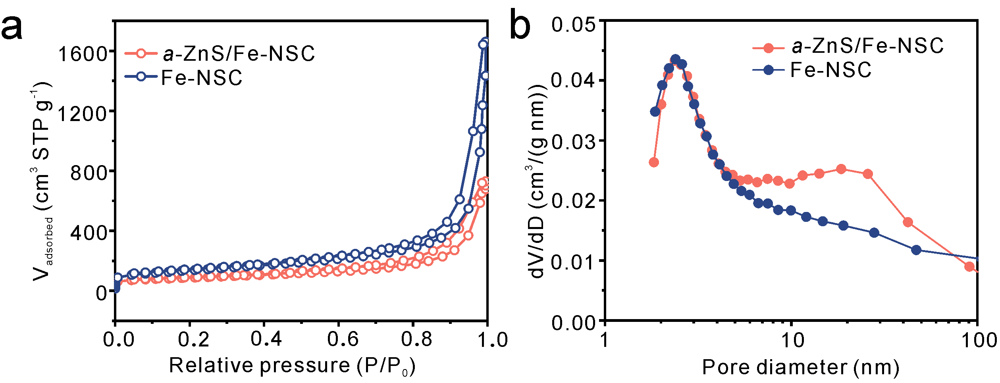 a
1600
1200
800
400
0
0.0 0.2 0.4 0.6 0.8 1.0
V adsorbed (cm³ STP g⁻¹)
Relative pressure (P/P₀)
a-ZnS/Fe-NSC
Fe-NSC
b
0.05
0.04
0.03
0.02
0.01
0.00
1 10 100
dV/dD (cm³/(g nm))
Pore diameter (nm)
a-ZnS/Fe-NSC
Fe-NSC